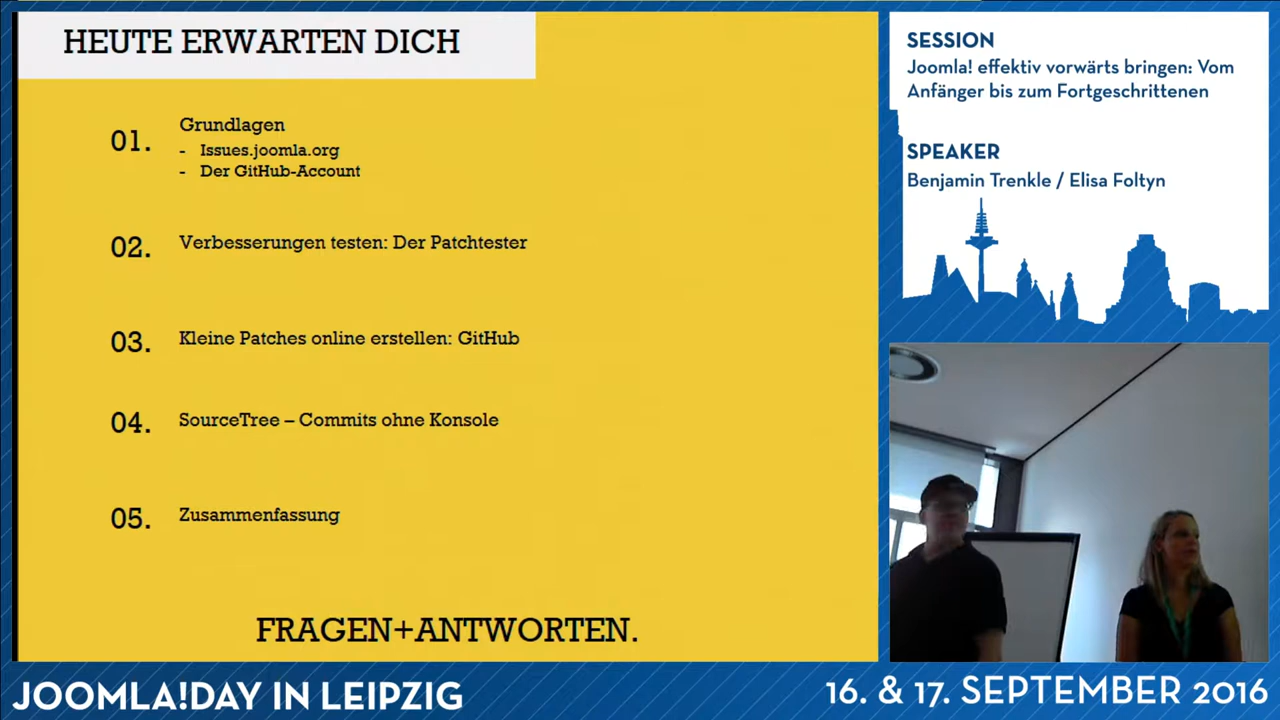 HEUTE ERWARTEN DICH
01. Grundlagen
- Issues.joomla.org
- Der GitHub-Account
02. Verbesserungen testen: Der Patchtester
03. Kleine Patches online erstellen: GitHub
04. SourceTree – Commits ohne Konsole
05. Zusammenfassung
FRAGEN+ANTWORTEN.
SESSION
Joomla! effektiv vorwärts bringen: Vom
Anfänger bis zum Fortgeschrittenen
SPEAKER
Benjamin Trenkle / Elisa Foltyn
JOOMLA!DAY IN LEIPZIG
16. & 17. SEPTEMBER 2016